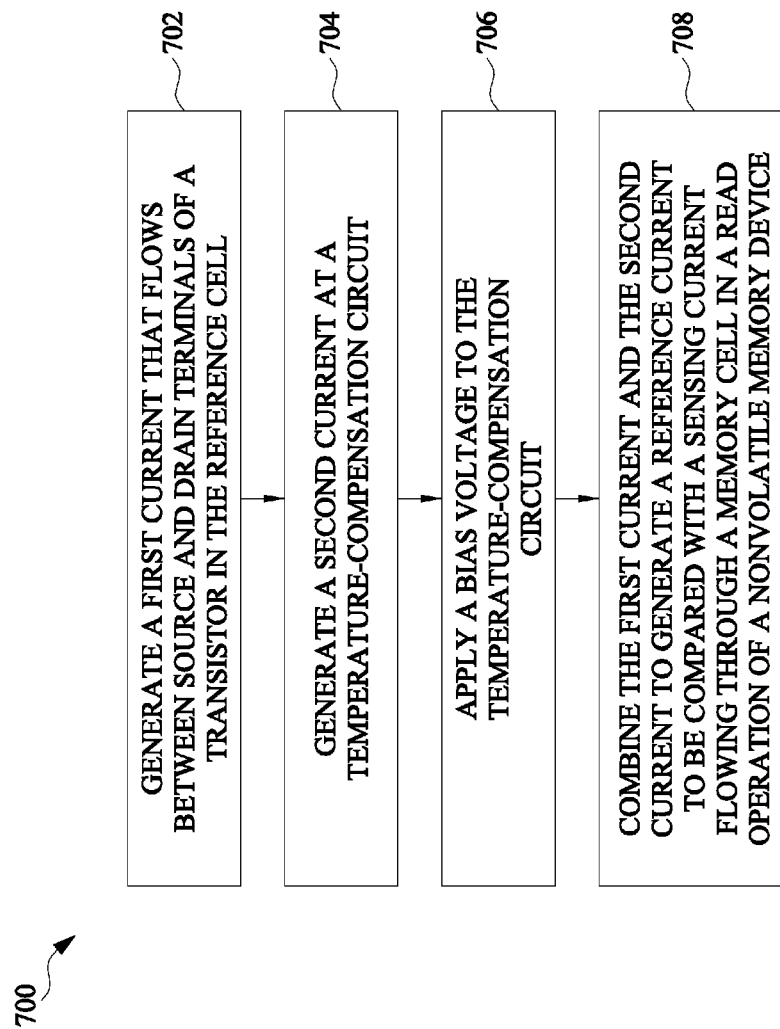 700
GENERATE A FIRST CURRENT THAT FLOWS
BETWEEN SOURCE AND DRAIN TERMINALS OF A
TRANSISTOR IN THE REFERENCE CELL
702
GENERATE A SECOND CURRENT AT A
TEMPERATURE-COMPENSATION CIRCUIT
704
APPLY A BIAS VOLTAGE TO THE
TEMPERATURE-COMPENSATION
CIRCUIT
706
COMBINE THE FIRST CURRENT AND THE SECOND
CURRENT TO GENERATE A REFERENCE CURRENT
TO BE COMPARED WITH A SENSING CURRENT
FLOWING THROUGH A MEMORY CELL IN A READ
OPERATION OF A NONVOLATILE MEMORY DEVICE
708